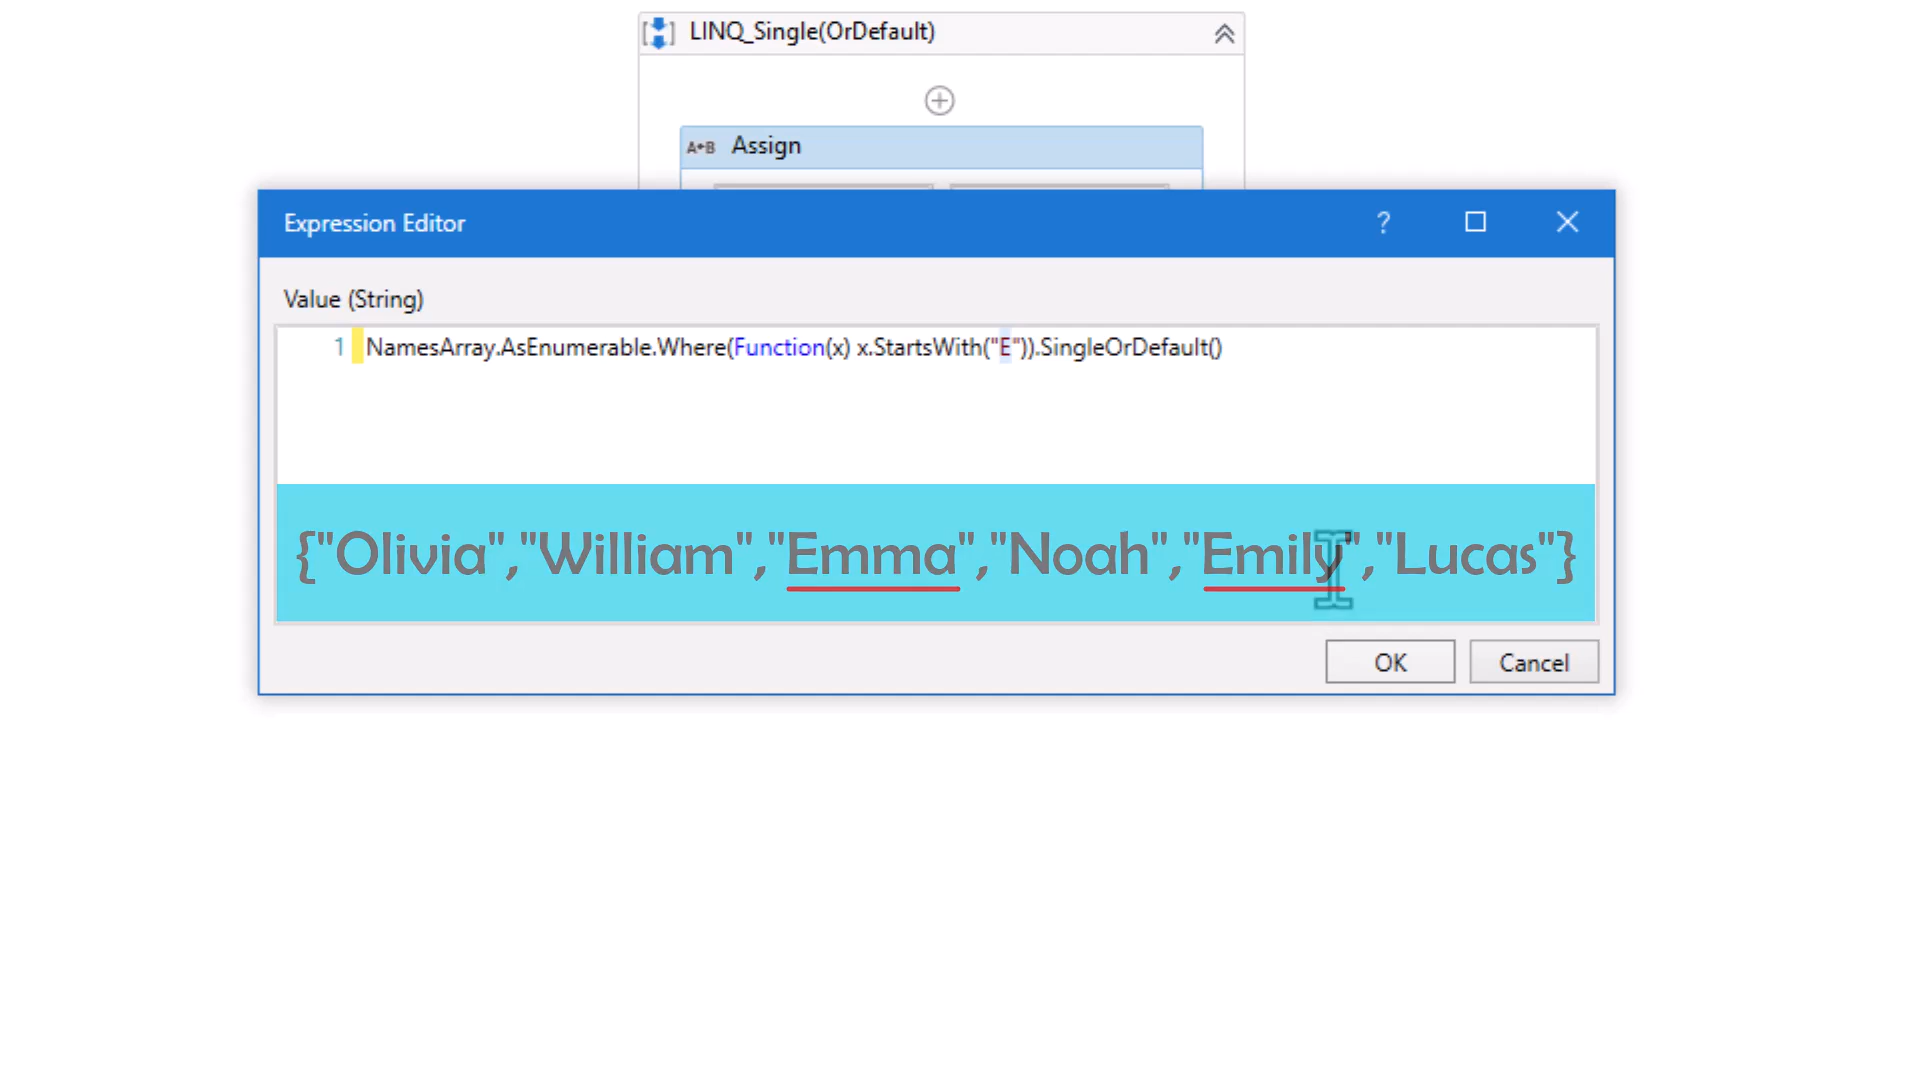 LINQ_Single(OrDefault)
A+B Assign
Expression Editor
?
Value (String)
1 NamesArray.AsEnumerable.Where(Function(x) x.StartsWith("E")).SingleOrDefault()
{"Olivia","William","Emma","Noah","Emily","Lucas"}
OK Cancel